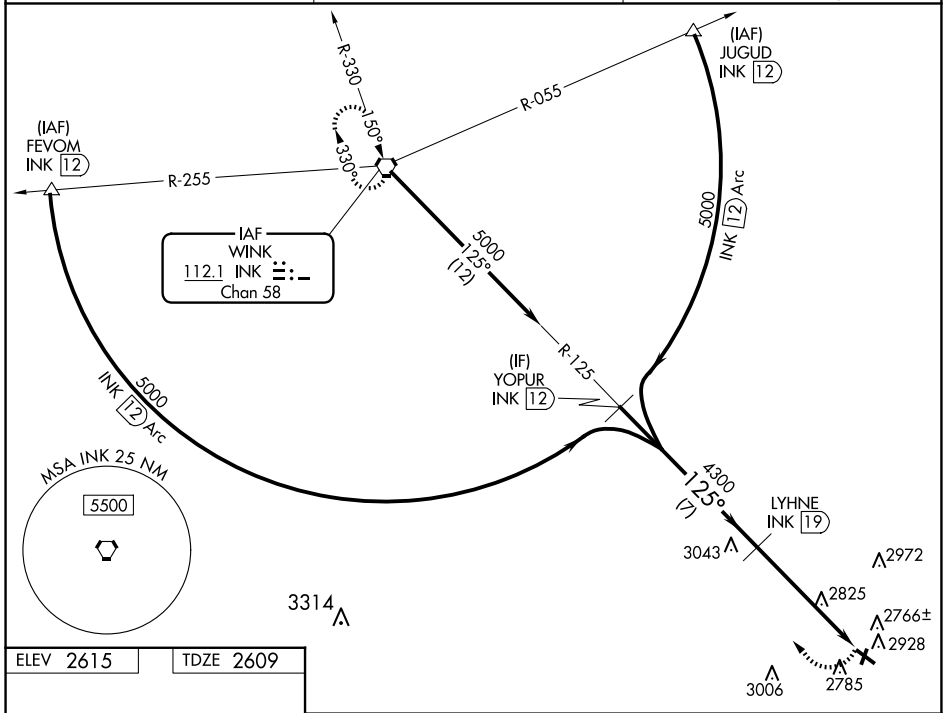 (IAF)
JUGUD
INK 12
R-330
R-055
150°
330°
(IAF)
FEVOM
INK 12
R-255
IAF
WINK
112.1 INK
Chan 58
5000
125°
(12)
5000
INK 12 Arc
R-125
(IF)
YOPUR
INK 12
5000
INK 12 Arc
4300
125°
(7)
LYHNE
INK 19
MSA INK 25 NM
5500
3043
2972
2825
2766±
2928
3314
2785
3006
ELEV 2615
TDZE 2609